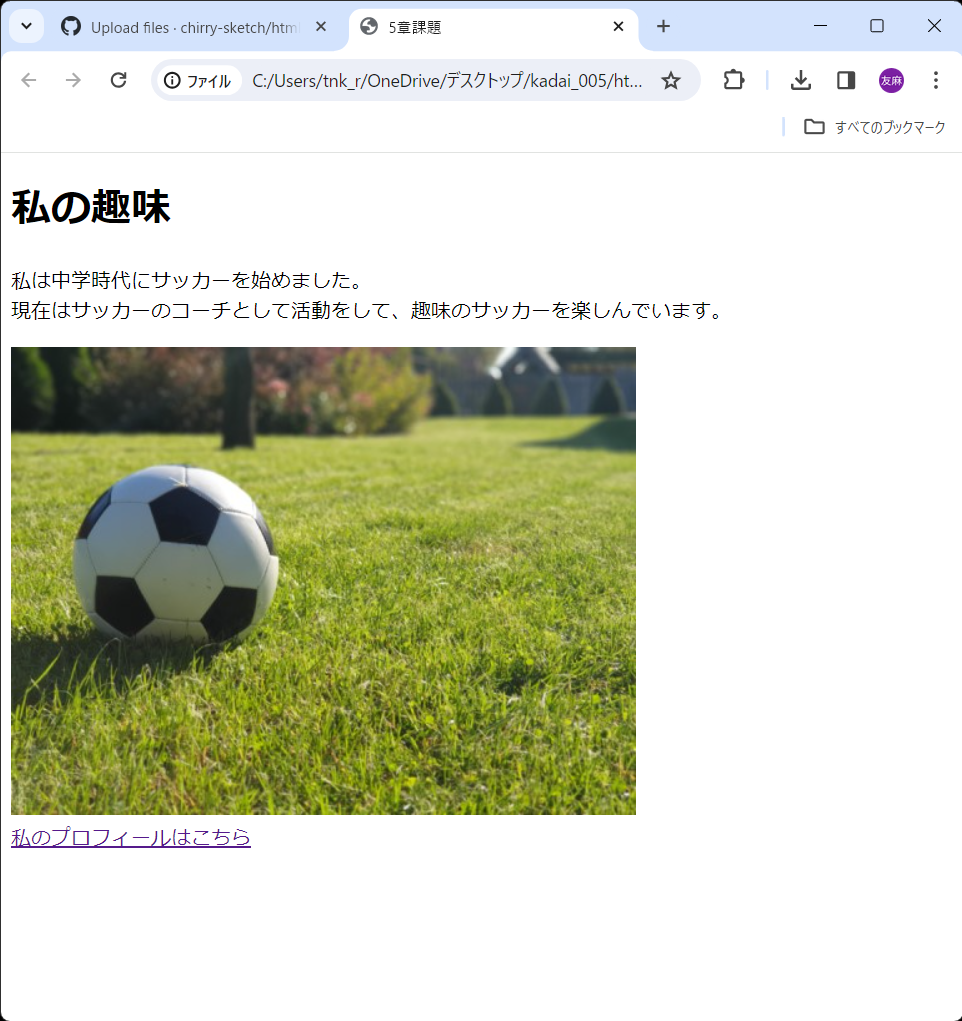 Upload files · chirry-sketch/html
5章課題
ファイル
C:/Users/tnk_r/OneDrive/デスクトップ/kadai_005/ht...
友麻
すべてのブックマーク
私の趣味
私は中学時代にサッカーを始めました。
現在はサッカーのコーチとして活動をして、趣味のサッカーを楽しんでいます。
私のプロフィールはこちら